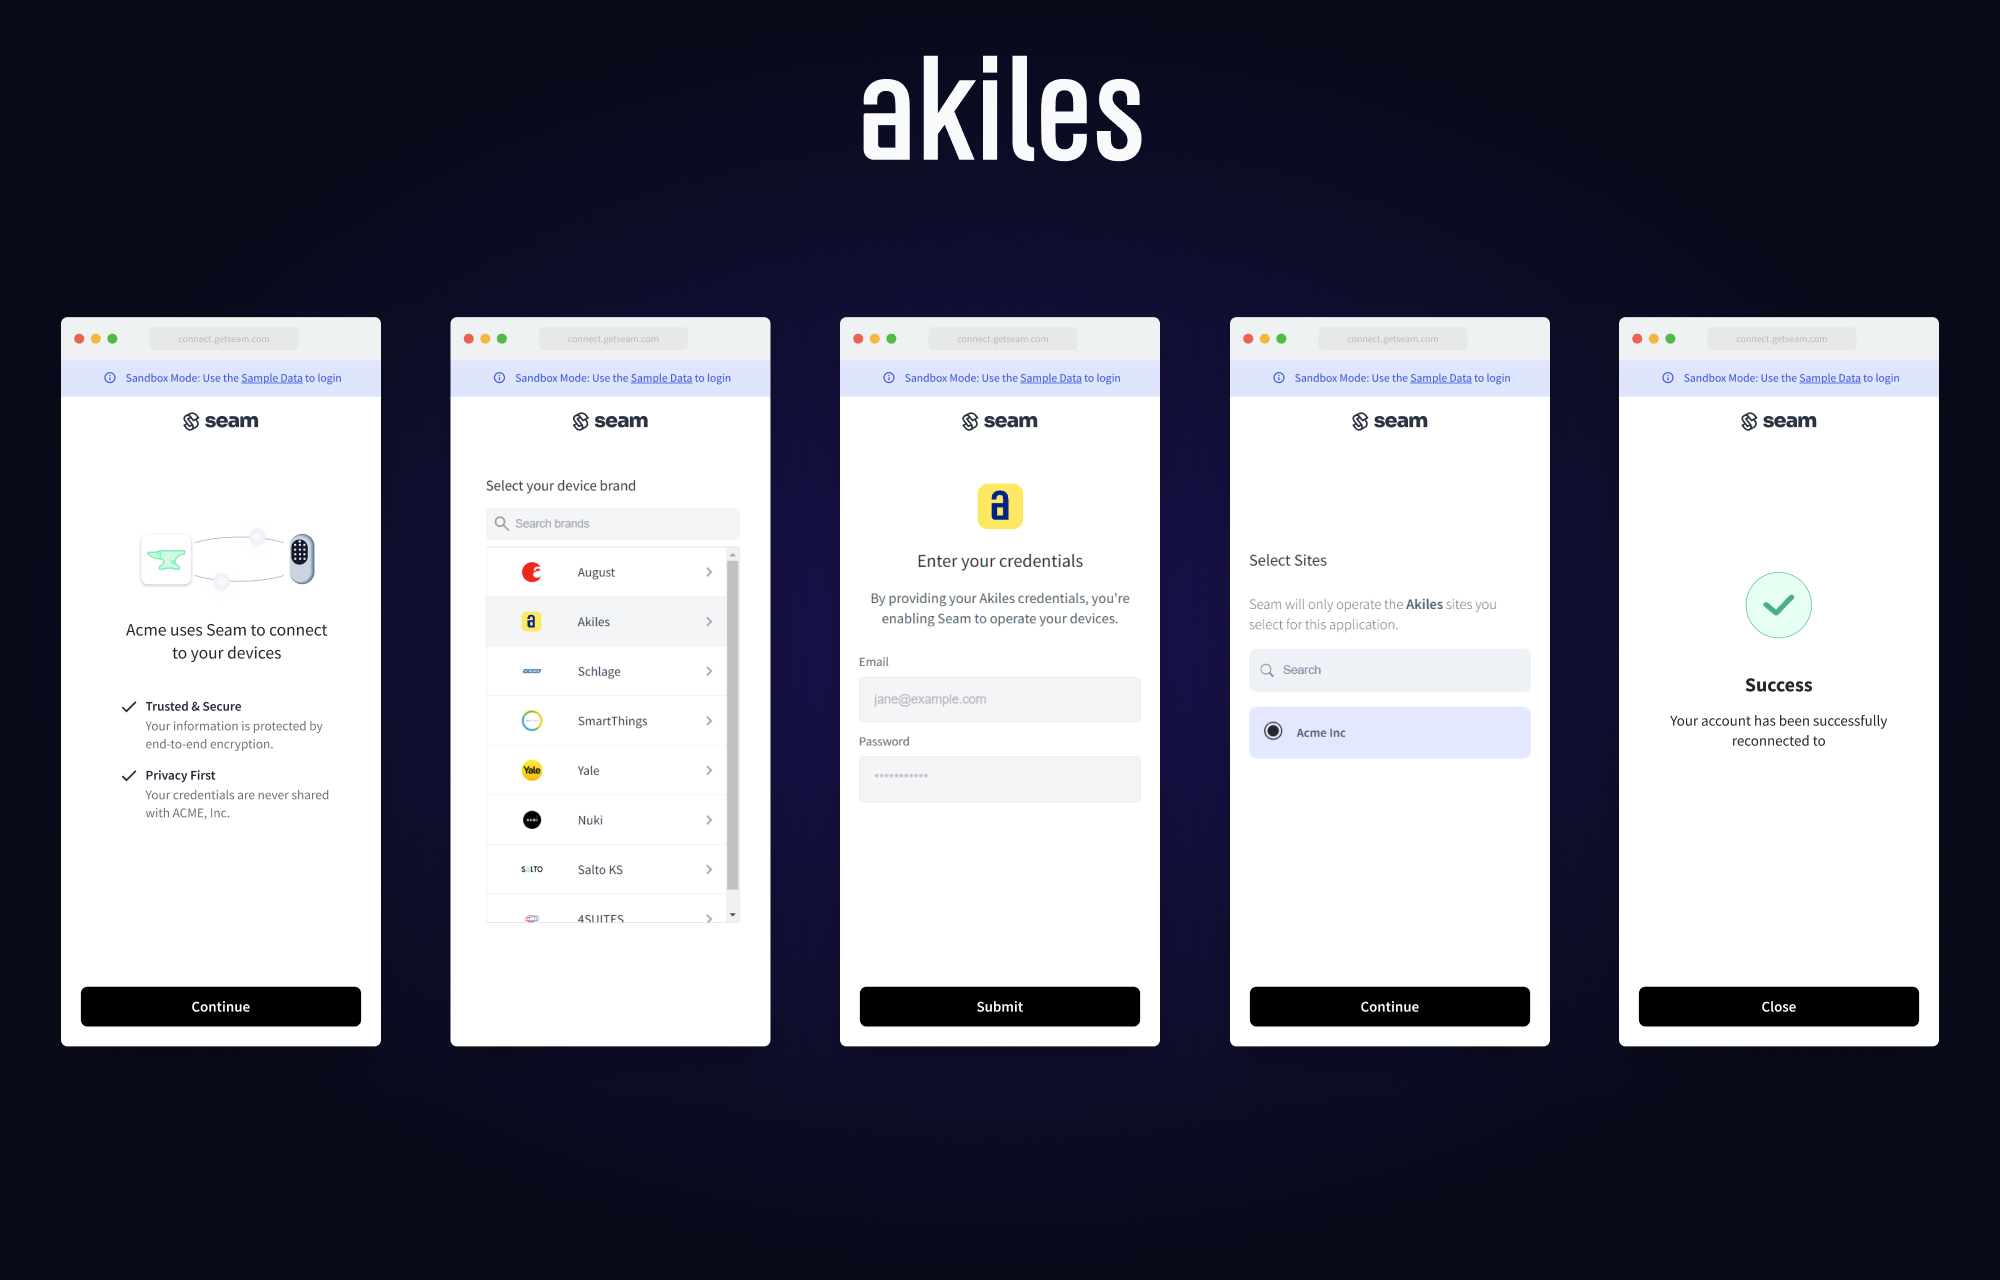 akiles
connect.getseam.com
Sandbox Mode: Use the Sample Data to login
seam
Acme uses Seam to connect
to your devices
Trusted & Secure
Your information is protected by
end-to-end encryption.
Privacy First
Your credentials are never shared
with ACME, Inc.
Continue
connect.getseam.com
Sandbox Mode: Use the Sample Data to login
seam
Select your device brand
Search brands
August
a Akiles
Schlage
SmartThings
Yale Yale
NUKI Nuki
SALTO Salto KS
4SUITES
connect.getseam.com
Sandbox Mode: Use the Sample Data to login
seam
a
Enter your credentials
By providing your Akiles credentials, you're
enabling Seam to operate your devices.
Email
jane@example.com
Password
***********
Submit
connect.getseam.com
Sandbox Mode: Use the Sample Data to login
seam
Select Sites
Seam will only operate the Akiles sites you
select for this application.
Search
Acme Inc
Continue
connect.getseam.com
Sandbox Mode: Use the Sample Data to login
seam
Success
Your account has been successfully
reconnected to
Close